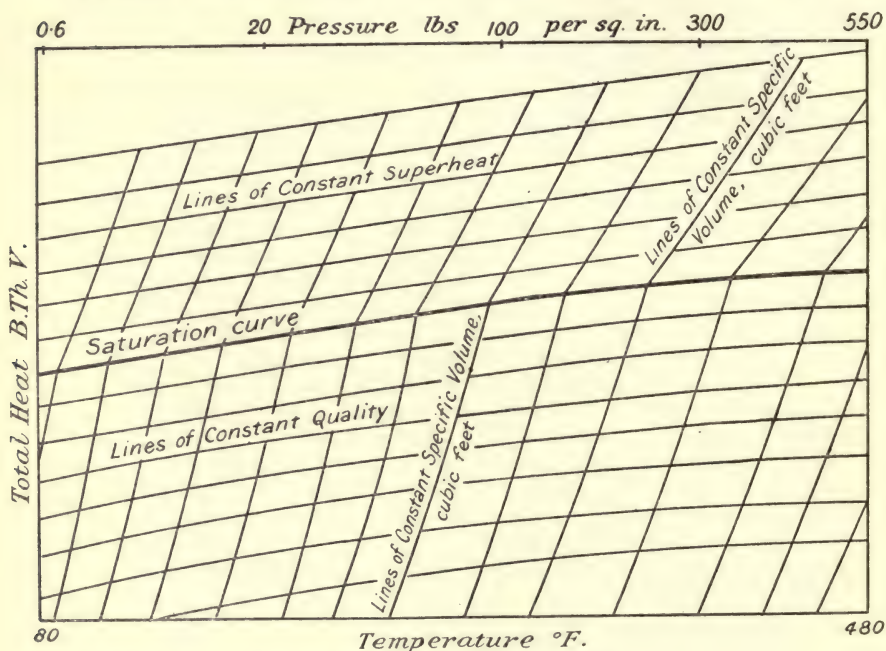 0·6 20 Pressure lbs 100 per sq. in. 300 550
Lines of Constant Specific
Volume, cubic feet
Lines of Constant Superheat
Total Heat B.Th.V.
Saturation curve
Lines of Constant Quality
Lines of Constant Specific Volume,
cubic feet
80 Temperature °F. 480